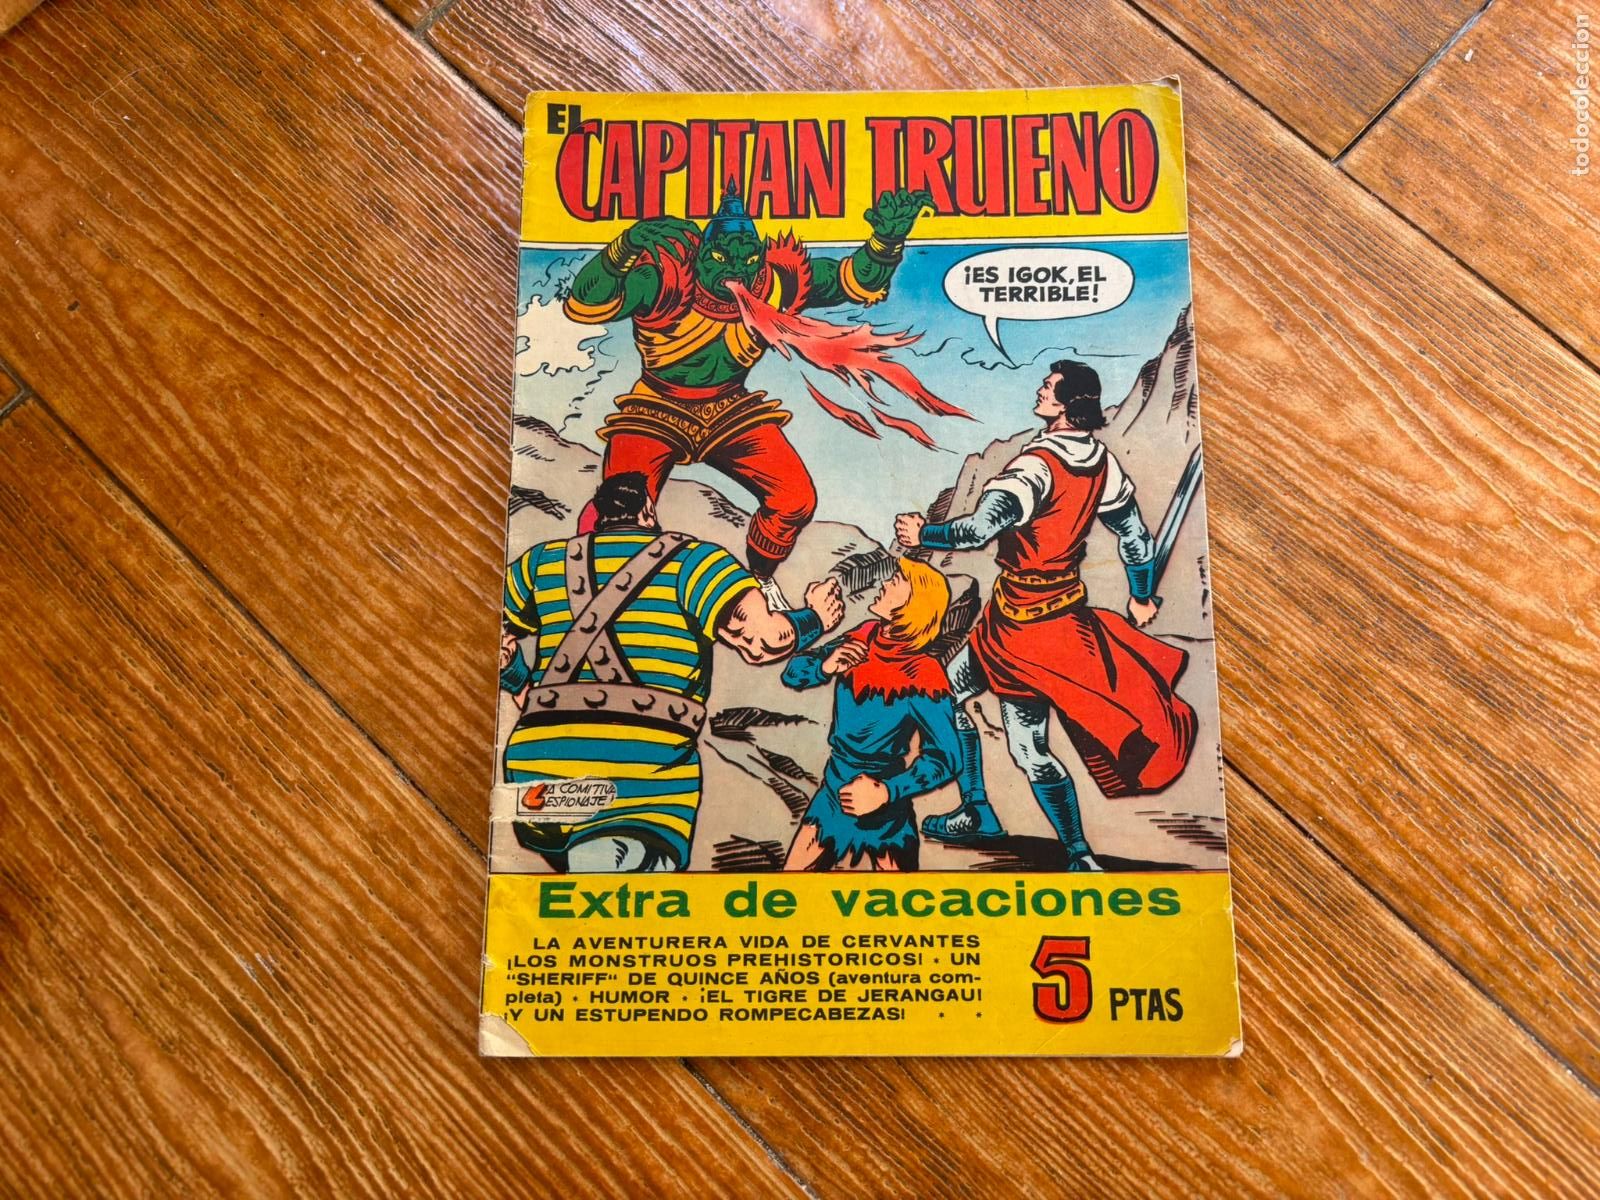 EL
CAPITAN TRUENO
¡ES IGOK, EL
TERRIBLE!
A COMITIVA
ESPIONAJE!
Extra de vacaciones
LA AVENTURERA VIDA DE CERVANTES
¡LOS MONSTRUOS PREHISTORICOS! * UN
"SHERIFF" DE QUINCE AÑOS (aventura com-
pleta) * HUMOR * ¡EL TIGRE DE JERANGAU!
¡Y UN ESTUPENDO ROMPECABEZAS! * *
5 PTAS
todocoleccion